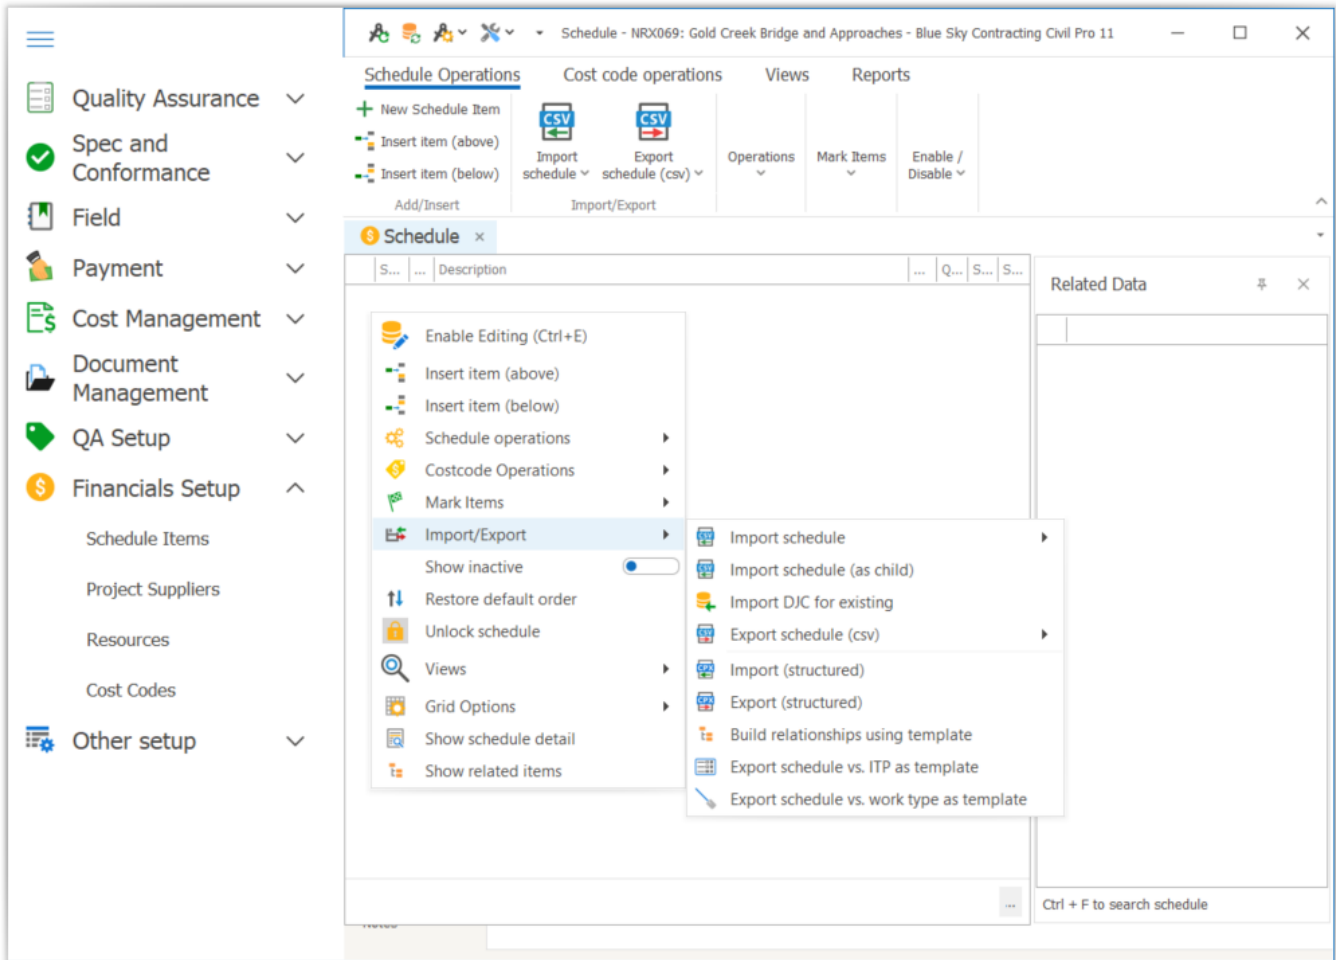 Schedule - NRX069: Gold Creek Bridge and Approaches - Blue Sky Contracting Civil Pro 11
Quality Assurance
Spec and
Conformance
Field
Payment
Cost Management
Document
Management
QA Setup
Financials Setup
Schedule Items
Project Suppliers
Resources
Cost Codes
Other setup
Schedule Operations
Cost code operations
Views
Reports
New Schedule Item
Insert item (above)
Insert item (below)
Add/Insert
CSV
Import
schedule
CSV
Export
schedule (csv)
Import/Export
Operations
Mark Items
Enable /
Disable
Schedule
S... ... Description ... Q... S... S...
Enable Editing (Ctrl+E)
Insert item (above)
Insert item (below)
Schedule operations
Costcode Operations
Mark Items
Import/Export
Show inactive
Restore default order
Unlock schedule
Views
Grid Options
Show schedule detail
Show related items
CSV Import schedule
CSV Import schedule (as child)
Import DJC for existing
CSV Export schedule (csv)
CPX Import (structured)
CPX Export (structured)
Build relationships using template
Export schedule vs. ITP as template
Export schedule vs. work type as template
Related Data
...
Ctrl + F to search schedule
Notes